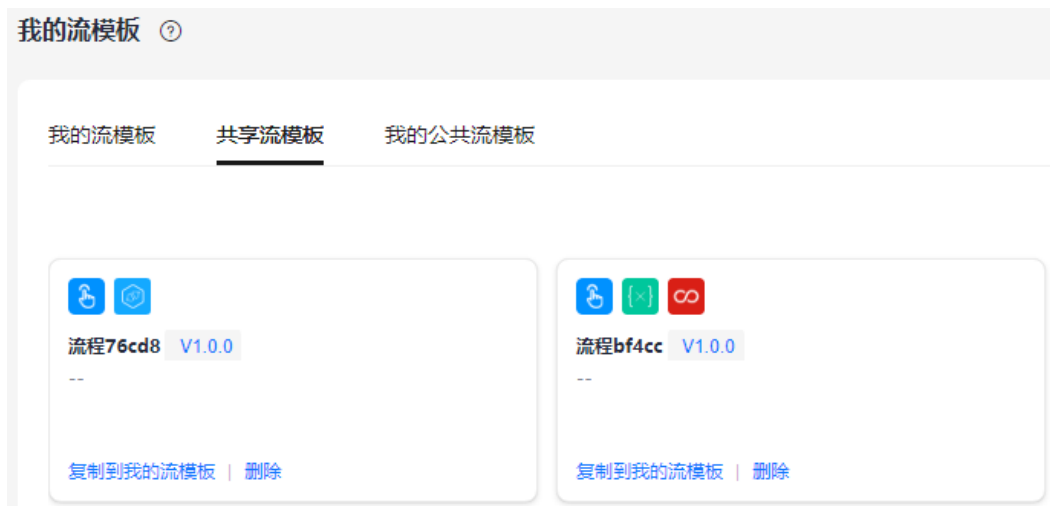 我的流模板 ?
我的流模板 共享流模板 我的公共流模板
流程76cd8 V1.0.0 流程bf4cc V1.0.0
-- --
复制到我的流模板 | 删除 复制到我的流模板 | 删除